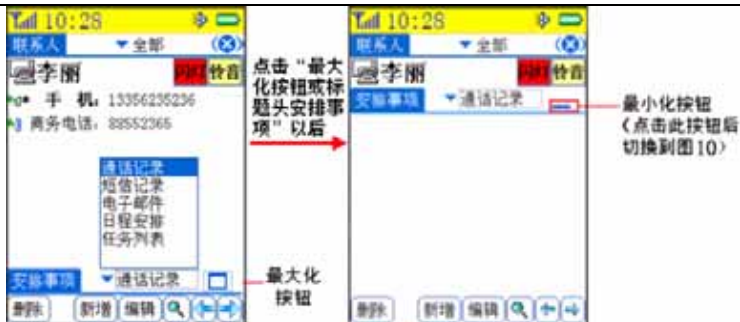 10:28
联系人 全部
李丽 闪灯 铃音
手 机: 13356235236
商务电话: 88552365
通话记录
短信记录
电子邮件
日程安排
任务列表
安排事项 通话记录
删除 新增 编辑
最大化
按钮
点击“最大
化按钮或标
题头安排事
项”以后
10:28
联系人 全部
李丽 闪灯 铃音
安排事项 通话记录
删除 新增 编辑
最小化按钮
(点击此按钮后
切换到图10)